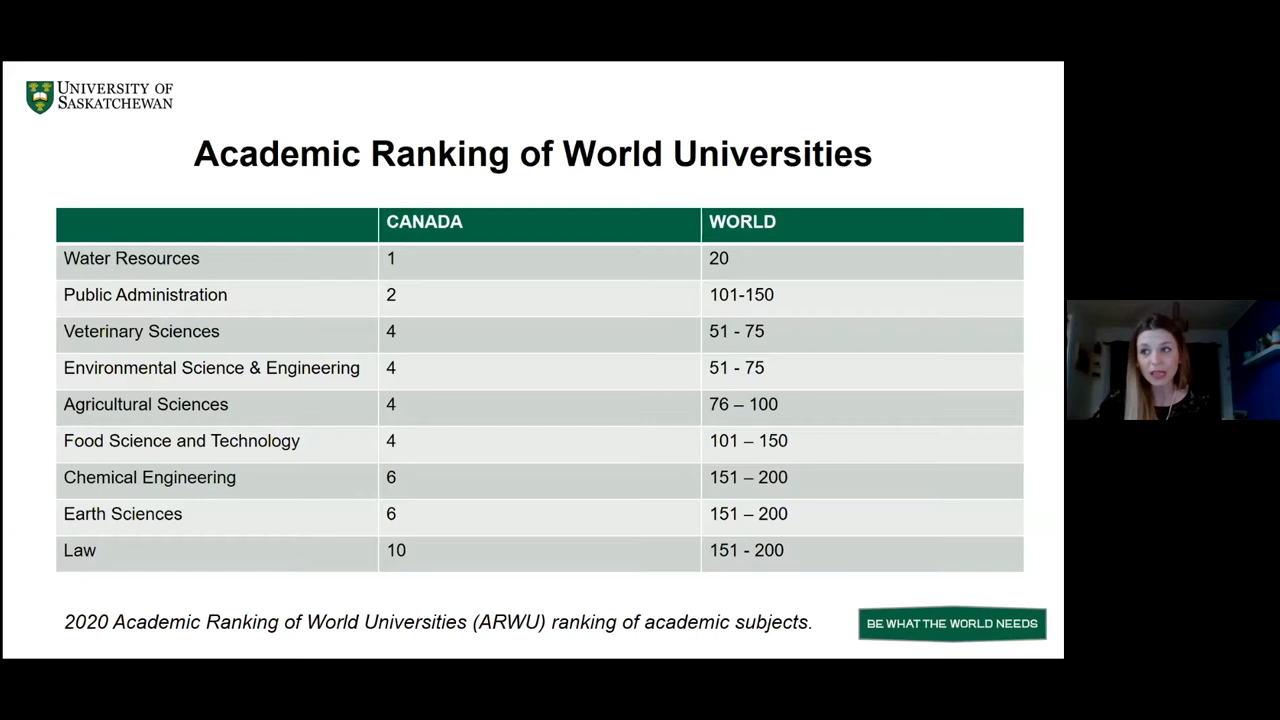 UNIVERSITY OF
SASKATCHEWAN
Academic Ranking of World Universities
CANADA WORLD
Water Resources 1 20
Public Administration 2 101-150
Veterinary Sciences 4 51 - 75
Environmental Science & Engineering 4 51 - 75
Agricultural Sciences 4 76 – 100
Food Science and Technology 4 101 – 150
Chemical Engineering 6 151 – 200
Earth Sciences 6 151 – 200
Law 10 151 - 200
2020 Academic Ranking of World Universities (ARWU) ranking of academic subjects.
BE WHAT THE WORLD NEEDS